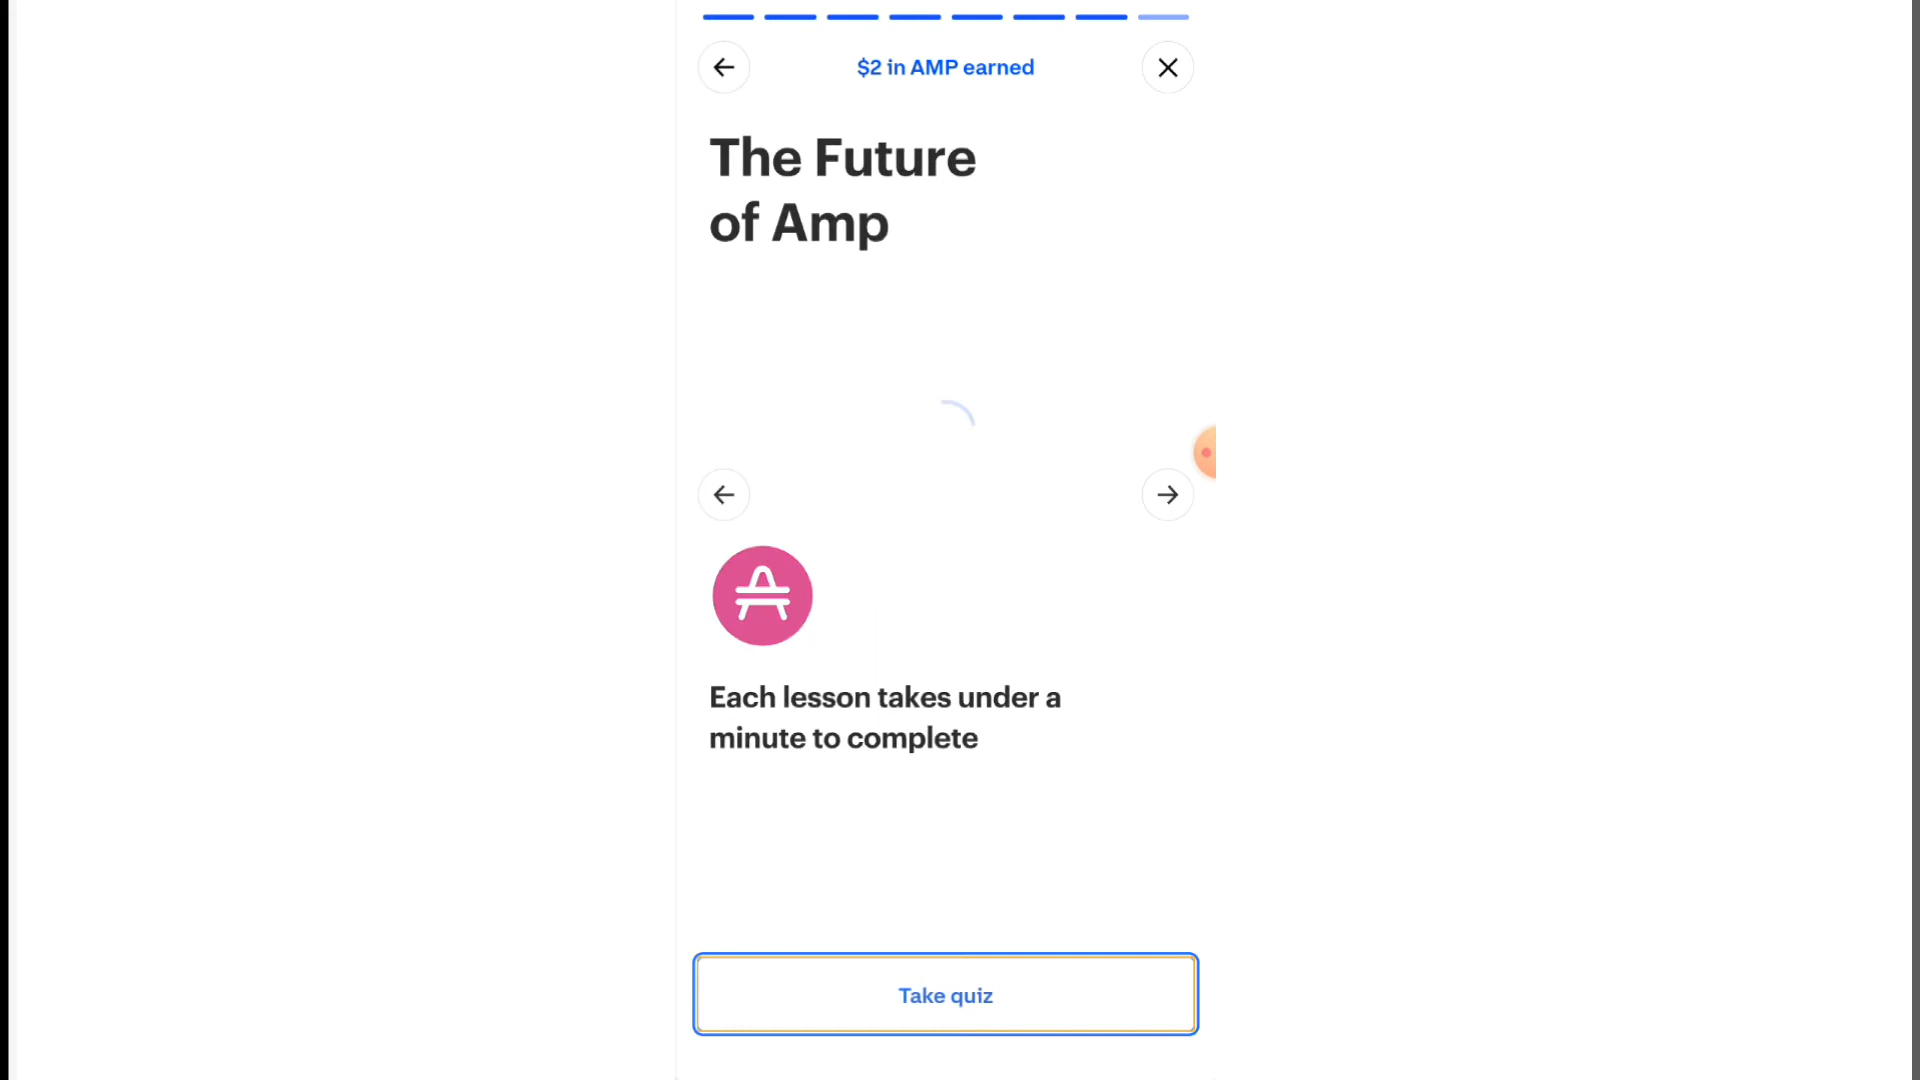 $2 in AMP earned
The Future
of Amp
Each lesson takes under a
minute to complete
Take quiz